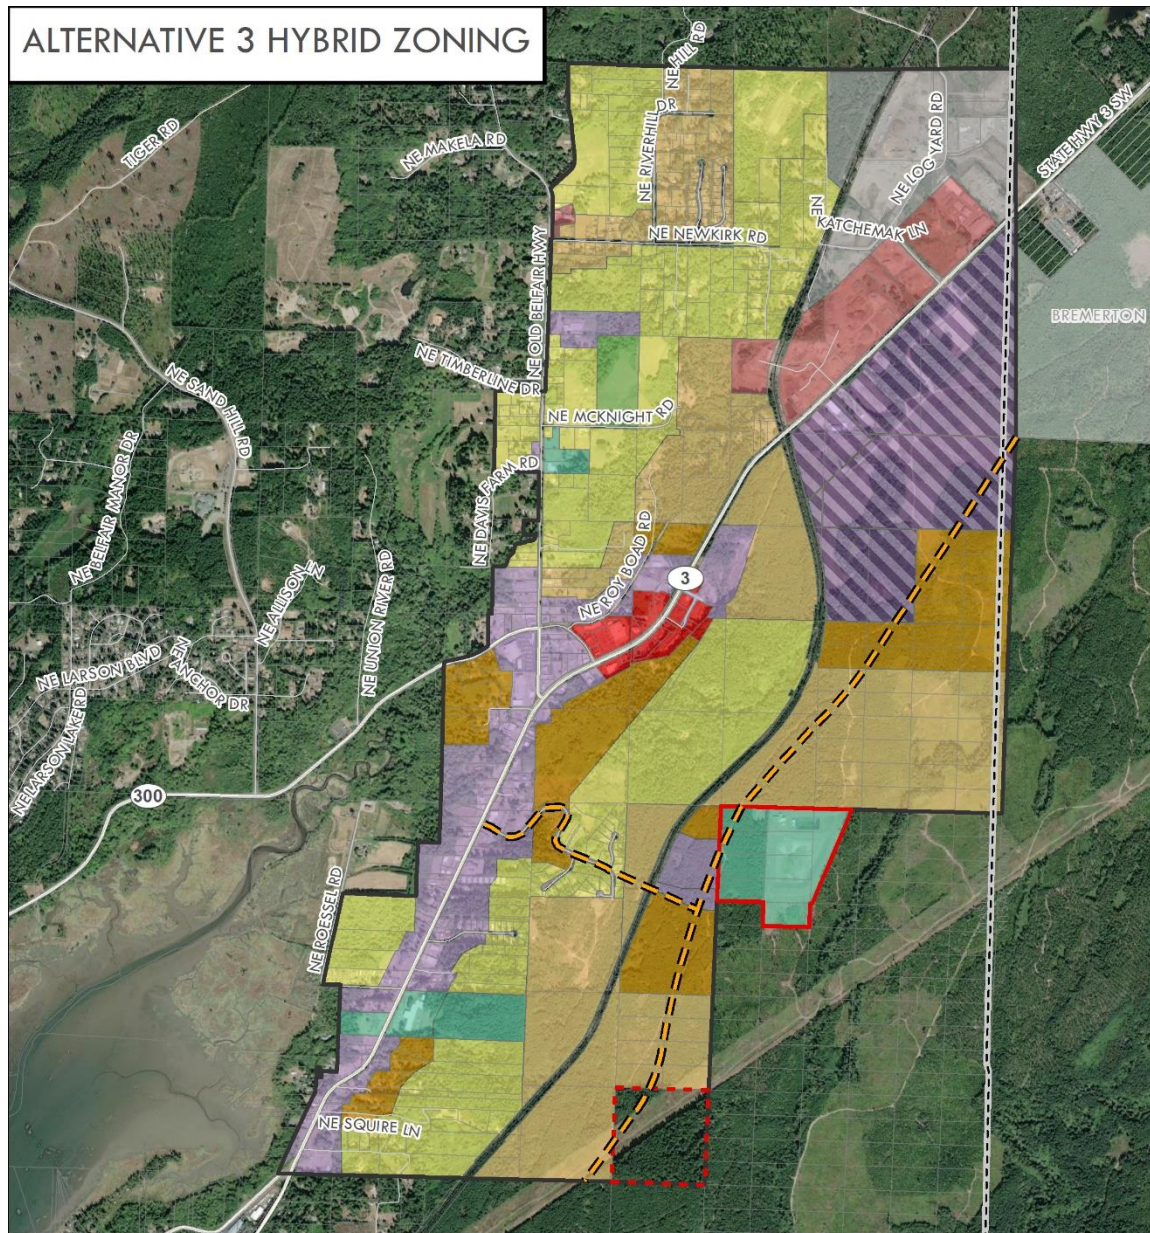 ALTERNATIVE 3 HYBRID ZONING
NE HILL RD
TIGER RD
NE RIVERHILL DR
NE MAKELA RD
STATE HWY 3 SW
NE LOG YARD RD
NE KATCHEMAK LN
NE NEWKIRK RD
NE OLD BELFAIR HWY
BREMERTON
NE TIMBERLINE DR
NE SAND HILL RD
NE MCKNIGHT RD
NE BELFAIR MANOR DR
NE DAVIS FARM RD
NE ROY BOAD RD
3
NE ALLISON LN
NE UNION RIVER RD
NE LARSON BLVD
NE ANCHOR DR
NE LARSON LAKE RD
300
NE ROESSEL RD
NE SQUIRE LN